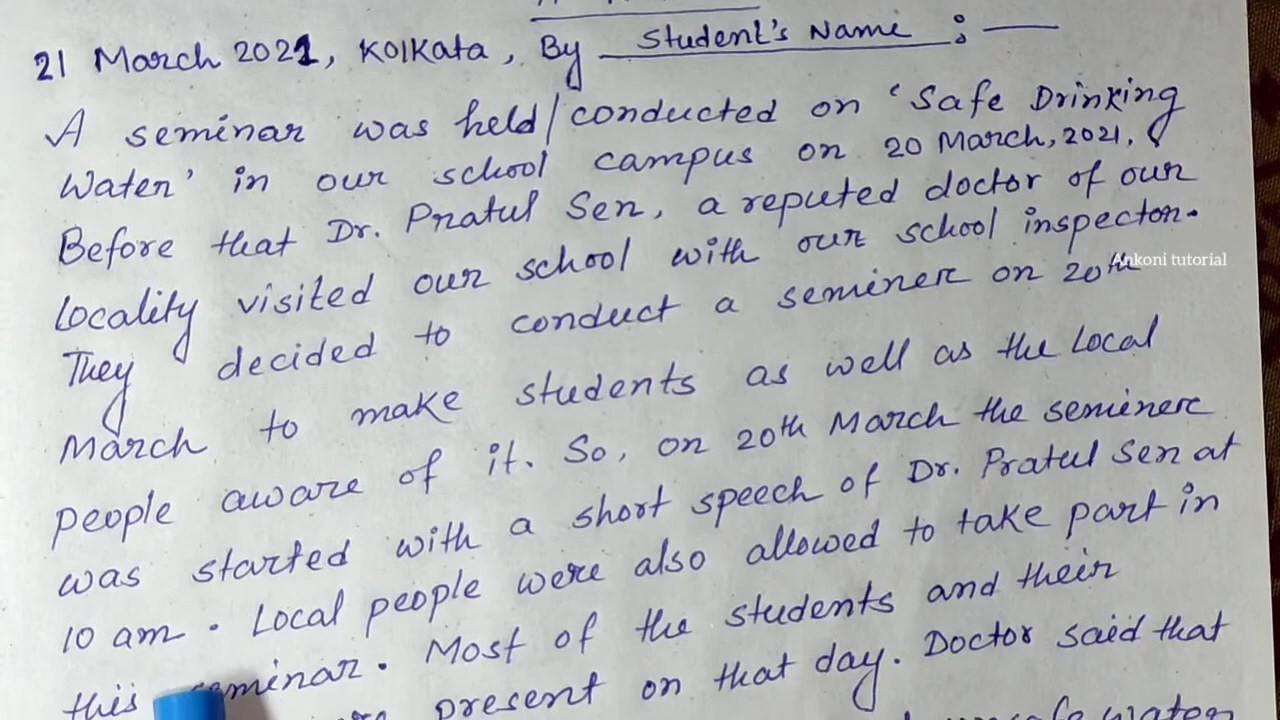 21 March 2021, Kolkata, By Student's Name :—
A seminar was held/conducted on 'Safe Drinking
Water' in our school campus on 20 March, 2021.
Before that Dr. Pratul Sen, a reputed doctor of our
locality visited our school with our school inspector.
Ankoni tutorial
They decided to conduct a seminer on 20th
March to make students as well as the local
people aware of it. So, on 20th March the seminer
was started with a short speech of Dr. Pratul Sen at
10 am. Local people were also allowed to take part in
this seminar. Most of the students and their
present on that day. Doctor said that